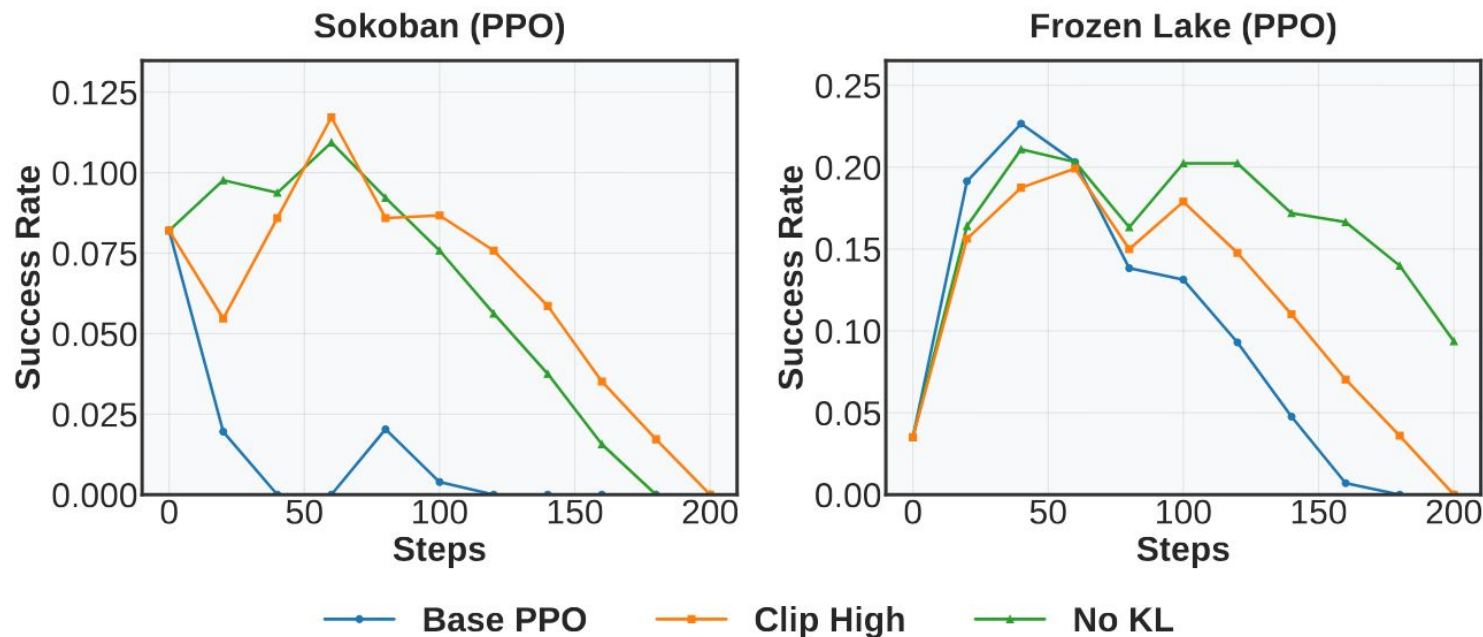 Sokoban (PPO)
Success Rate
0.125
0.100
0.075
0.050
0.025
0.000
0 50 100 150 200
Steps
Frozen Lake (PPO)
Success Rate
0.25
0.20
0.15
0.10
0.05
0.00
0 50 100 150 200
Steps
Base PPO Clip High No KL